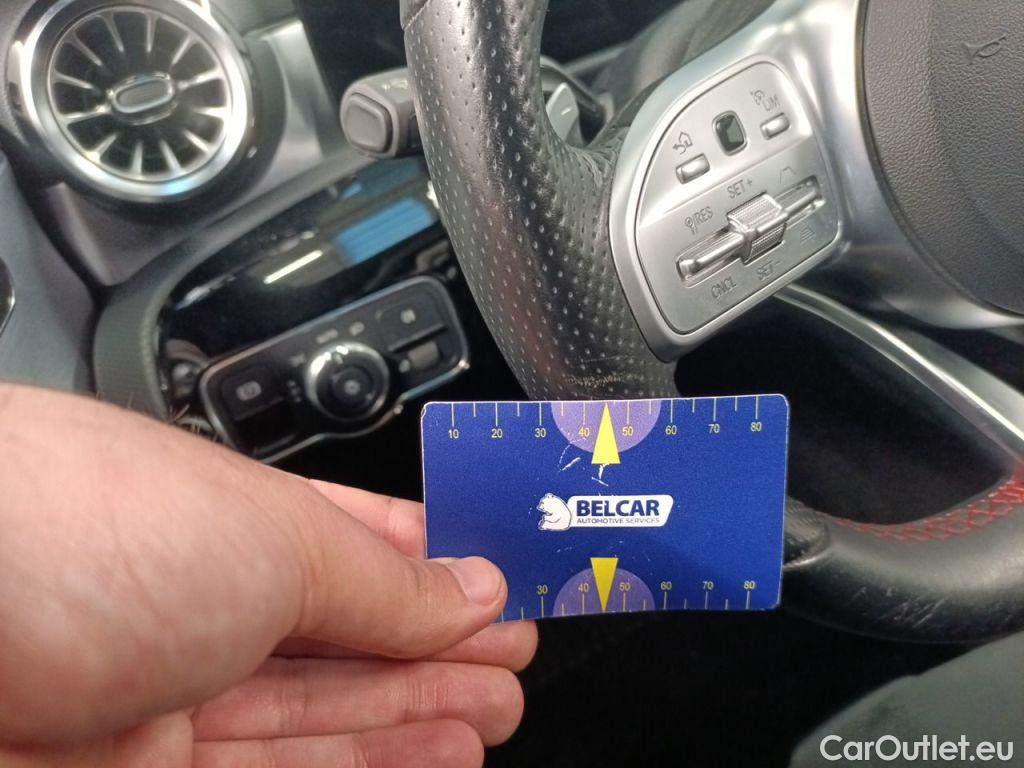 LIM
SET+
RES
CNCL
SET-
10 20 30 40 50 60 70 80
BELCAR
AUTOMOTIVE SERVICES
30 40 50 60 70 80
CarOutlet.eu